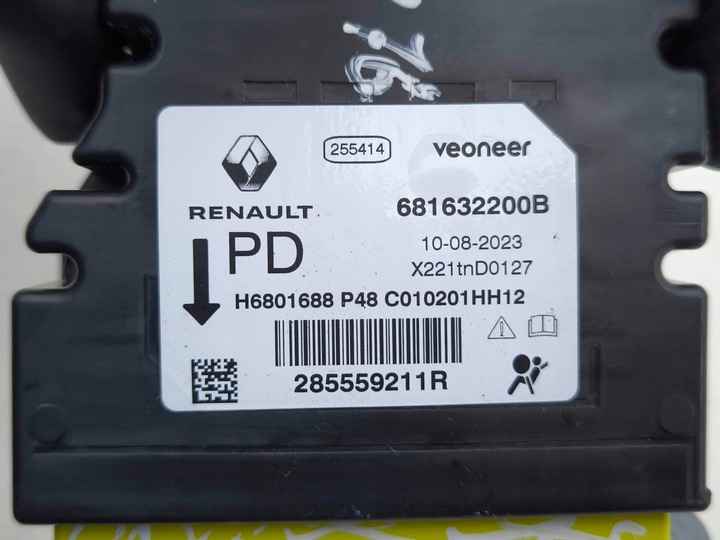 RENAULT
255414
veoneer
681632200B
10-08-2023
X221tnD0127
PD
H6801688 P48 C010201HH12
285559211R